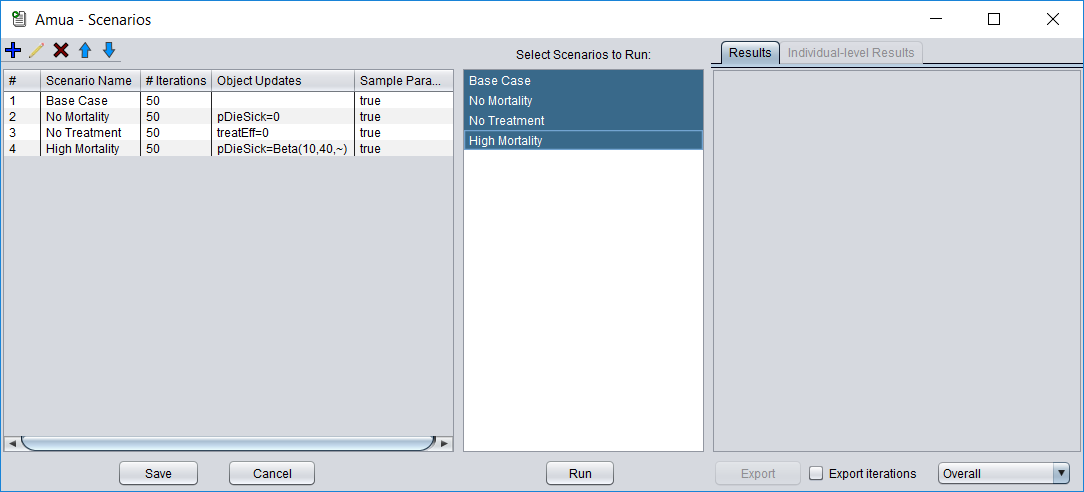 Amua - Scenarios
Select Scenarios to Run:
Results Individual-level Results
# Scenario Name # Iterations Object Updates Sample Para...
1 Base Case 50 true
2 No Mortality 50 pDieSick=0 true
3 No Treatment 50 treatEff=0 true
4 High Mortality 50 pDieSick=Beta(10,40,~) true
Base Case
No Mortality
No Treatment
High Mortality
Save Cancel Run Export Export iterations Overall